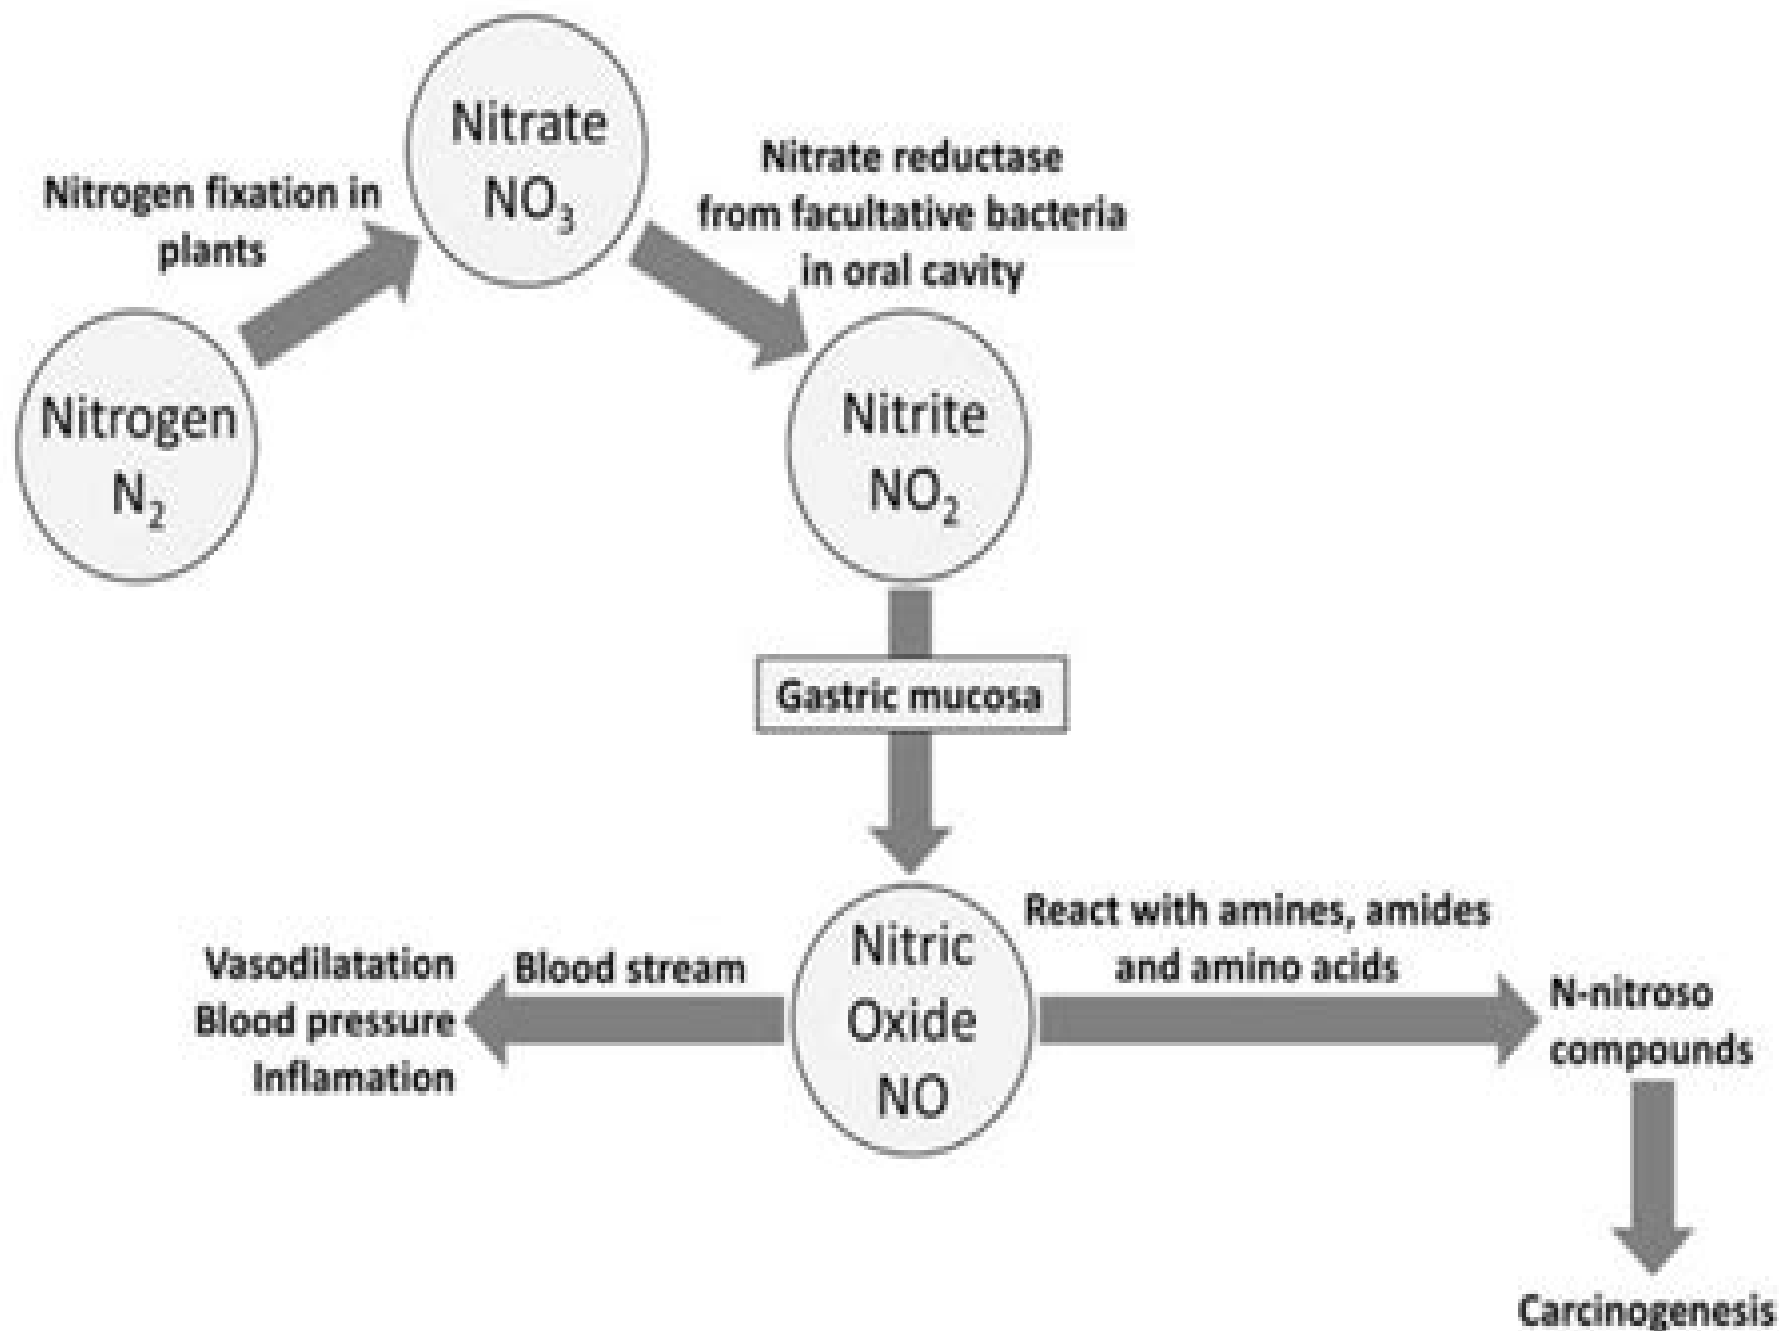 Nitrate
NO₃
Nitrogen fixation in
plants
Nitrate reductase
from facultative bacteria
in oral cavity
Nitrogen
N₂
Nitrite
NO₂
Gastric mucosa
Nitric
Oxide
NO
Blood stream
Vasodilatation
Blood pressure
Inflamation
React with amines, amides
and amino acids
N-nitroso
compounds
Carcinogenesis